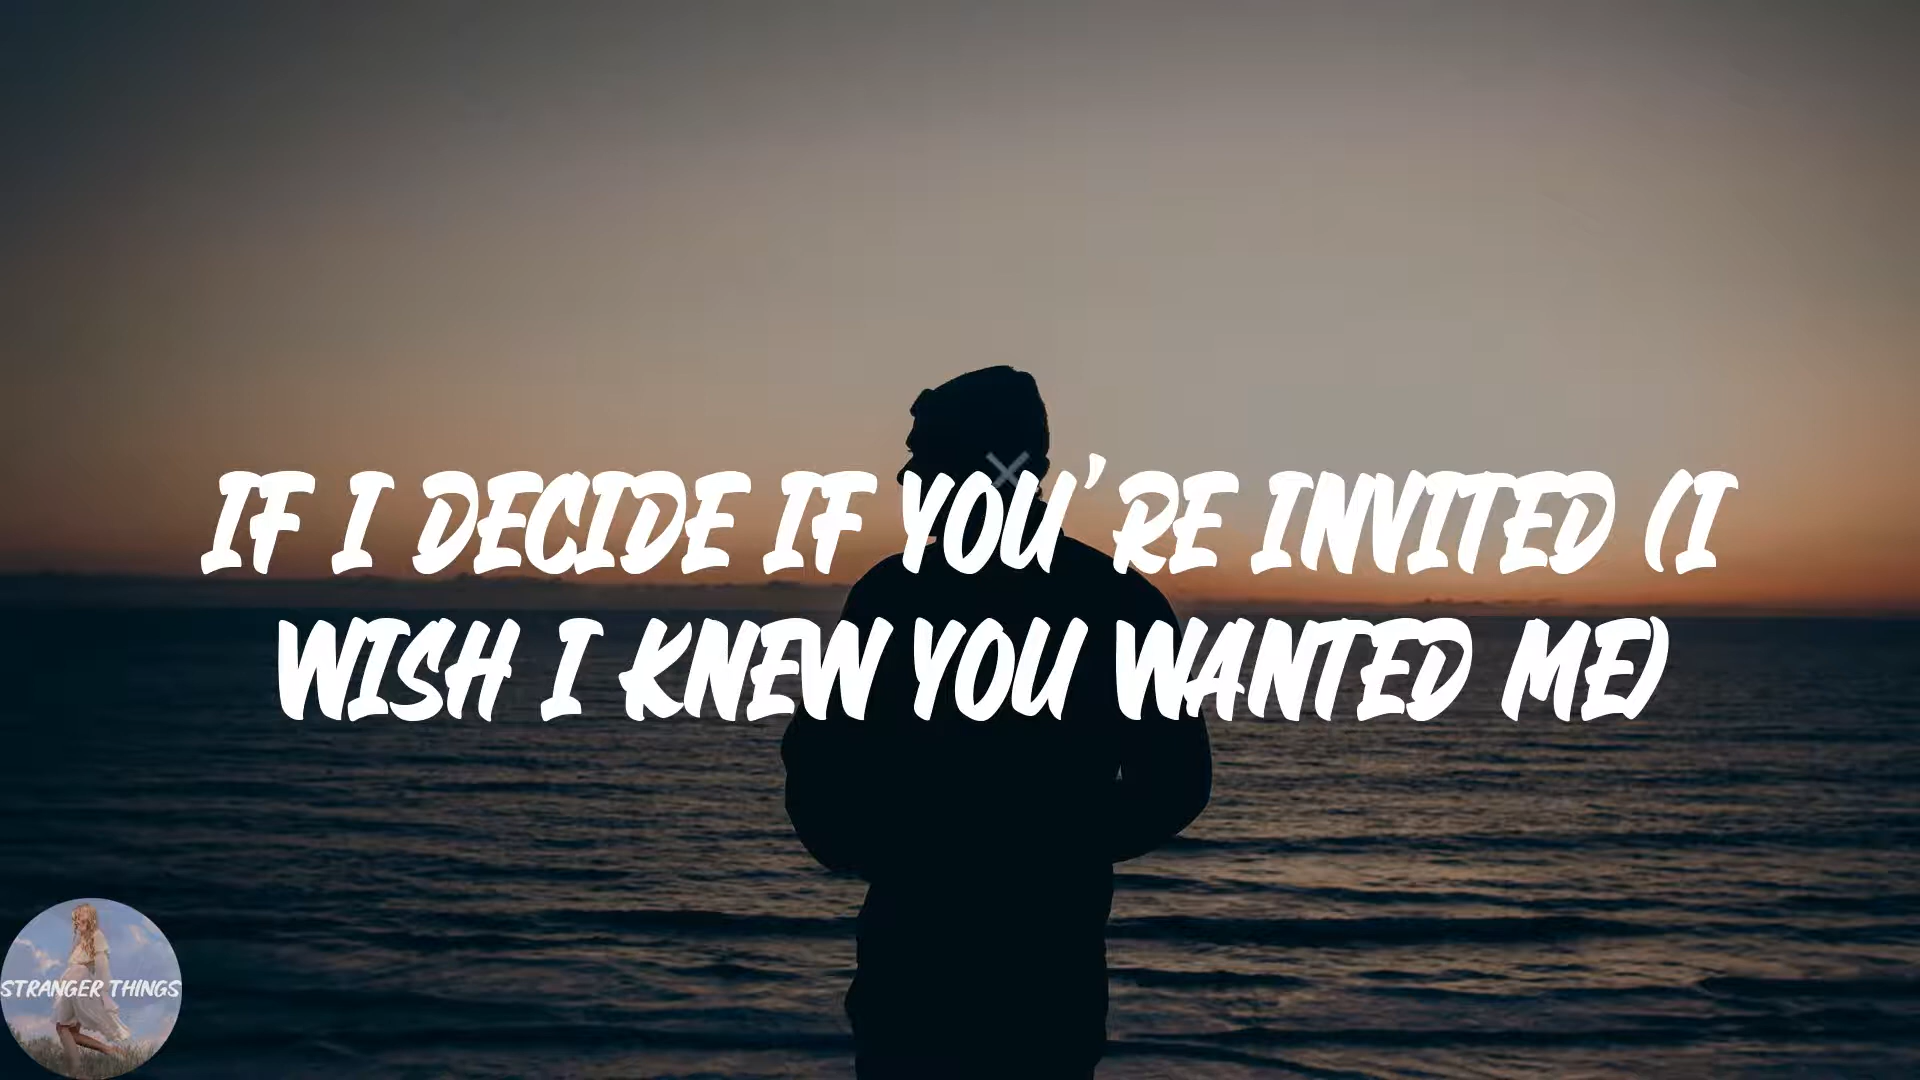 IF I DECIDE IF YOU'RE INVITED (I
WISH I KNEW YOU WANTED ME)
STRANGER THINGS